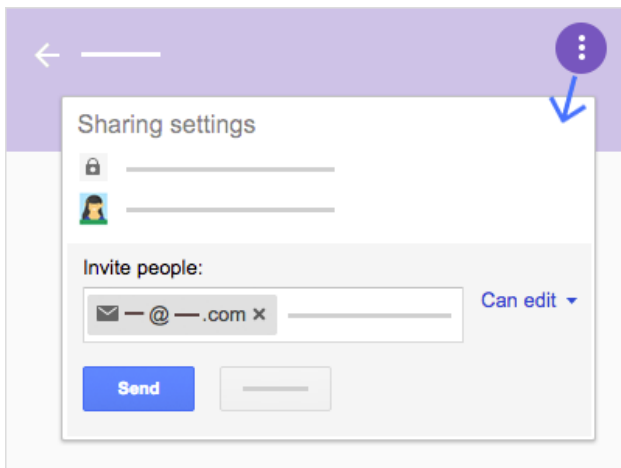 Sharing settings
Invite people:
@ .com ×
Can edit
Send